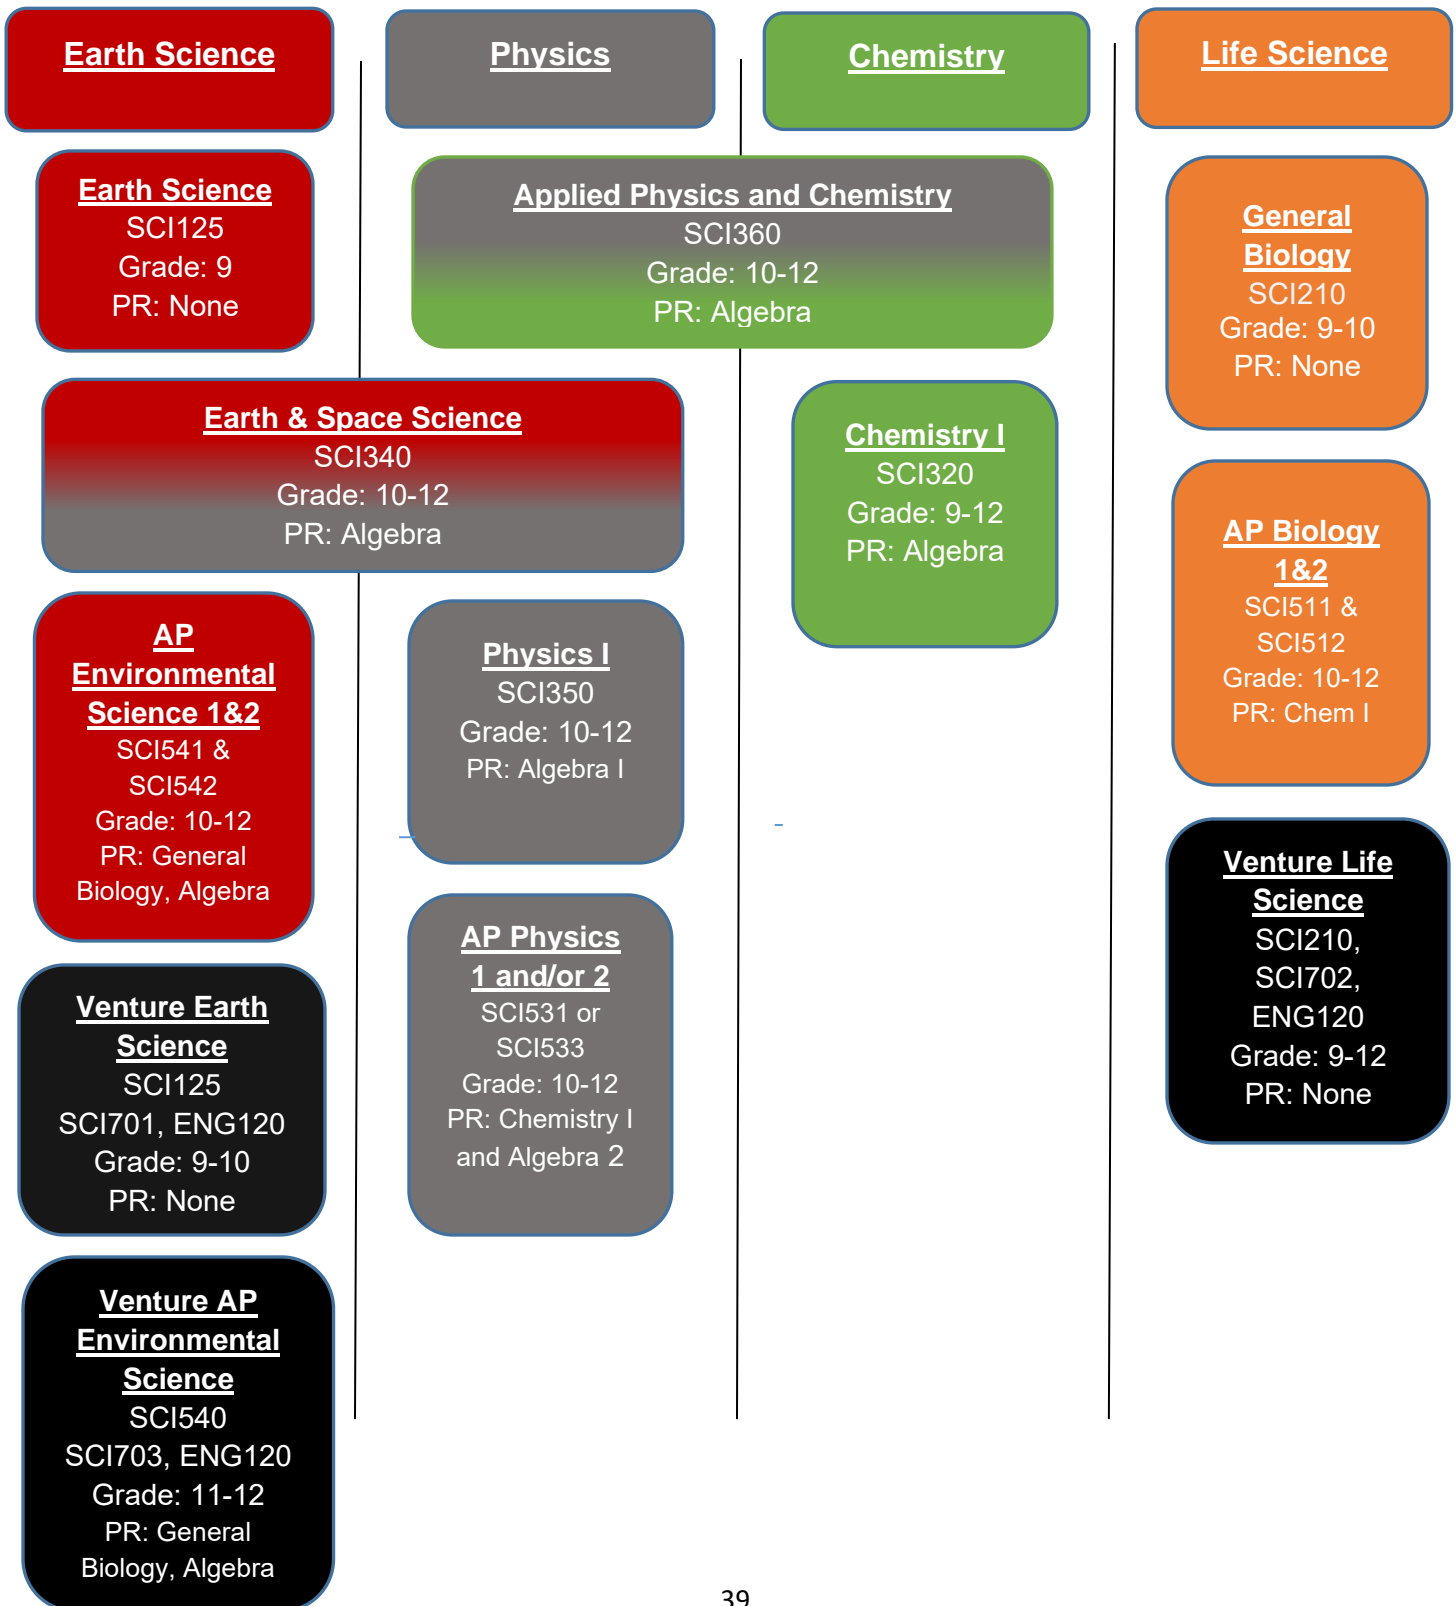 Earth Science
Physics
Chemistry
Life Science
Earth Science
SCI125
Grade: 9
PR: None
Applied Physics and Chemistry
SCI360
Grade: 10-12
PR: Algebra
General
Biology
SCI210
Grade: 9-10
PR: None
Earth & Space Science
SCI340
Grade: 10-12
PR: Algebra
Chemistry I
SCI320
Grade: 9-12
PR: Algebra
AP Biology
1&2
SCI511 &
SCI512
Grade: 10-12
PR: Chem I
AP
Environmental
Science 1&2
SCI541 &
SCI542
Grade: 10-12
PR: General
Biology, Algebra
Physics I
SCI350
Grade: 10-12
PR: Algebra I
Venture Life
Science
SCI210,
SCI702,
ENG120
Grade: 9-12
PR: None
AP Physics
1 and/or 2
SCI531 or
SCI533
Grade: 10-12
PR: Chemistry I
and Algebra 2
Venture Earth
Science
SCI125
SCI701, ENG120
Grade: 9-10
PR: None
Venture AP
Environmental
Science
SCI540
SCI703, ENG120
Grade: 11-12
PR: General
Biology, Algebra
39